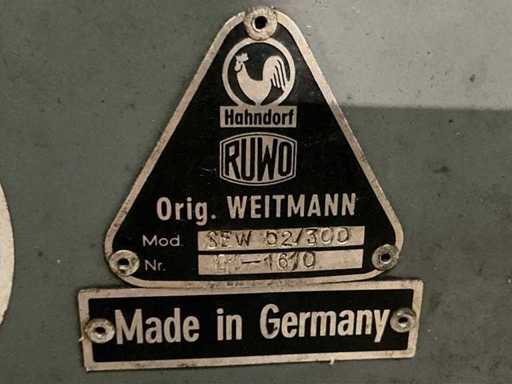 Hahndorf
RUWO
Orig. WEITMANN
Mod. SEW 02/300
Nr.
Made in Germany